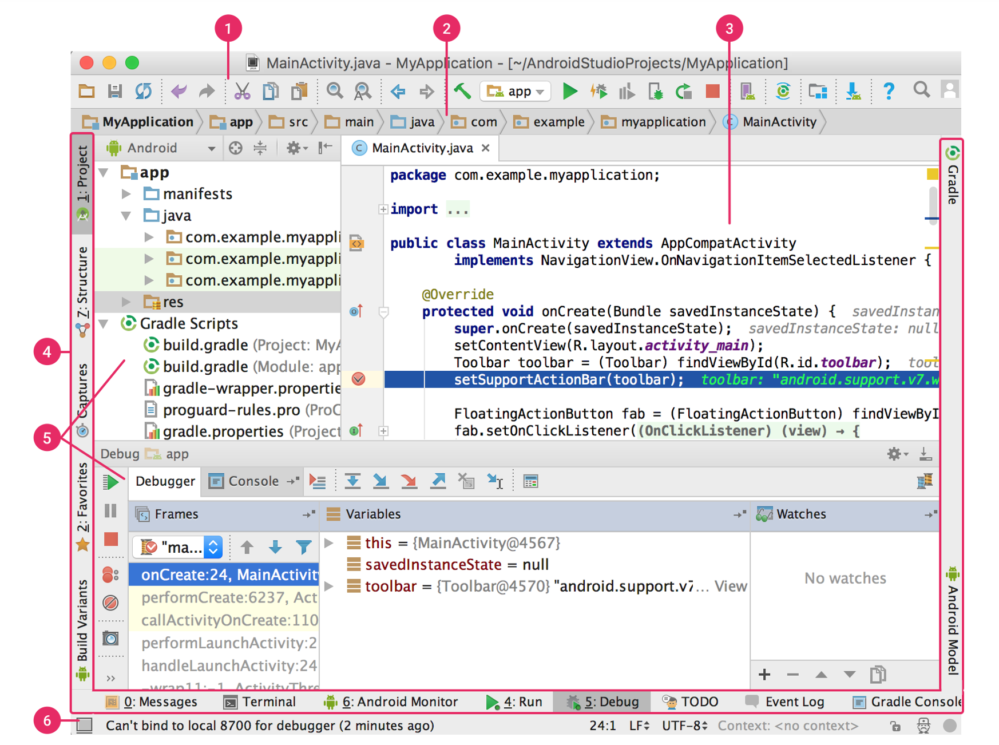 1
2
3
MainActivity.java - MyApplication - [~/AndroidStudioProjects/MyApplication]
app
?
MyApplication
app
src
main
java
com
example
myapplication
C MainActivity
1: Project
Z: Structure
Captures
2: Favorites
Build Variants
4
5
6
Android
app
manifests
java
com.example.myappli
com.example.myappli
com.example.myappli
res
Gradle Scripts
build.gradle (Project: MyA
build.gradle (Module: app
gradle-wrapper.propertie
proguard-rules.pro (ProG
gradle.properties (Project
C MainActivity.java ×
package com.example.myapplication;
import ...
public class MainActivity extends AppCompatActivity
implements NavigationView.OnNavigationItemSelectedListener {
@Override
protected void onCreate(Bundle savedInstanceState) { savedInstan
super.onCreate(savedInstanceState); savedInstanceState: null
setContentView(R.layout.activity_main);
Toolbar toolbar = (Toolbar) findViewById(R.id.toolbar); tool
setSupportActionBar(toolbar); toolbar: "android.support.v7.w
FloatingActionButton fab = (FloatingActionButton) findViewByI
fab.setOnClickListener((OnClickListener) (view) → {
Gradle
Android Model
Debug app
Debugger
Console
Frames
Variables
Watches
"ma...
onCreate:24, MainActivity
performCreate:6237, Act
callActivityOnCreate:110
performLaunchActivity:2
handleLaunchActivity:24
-wrap11:-1, ActivityThre
this = {MainActivity@4567}
savedInstanceState = null
toolbar = {Toolbar@4570} "android.support.v7... View
No watches
0: Messages
Terminal
6: Android Monitor
4: Run
5: Debug
TODO
Event Log
Gradle Console
Can't bind to local 8700 for debugger (2 minutes ago)
24:1
LF
UTF-8
Context: <no context>